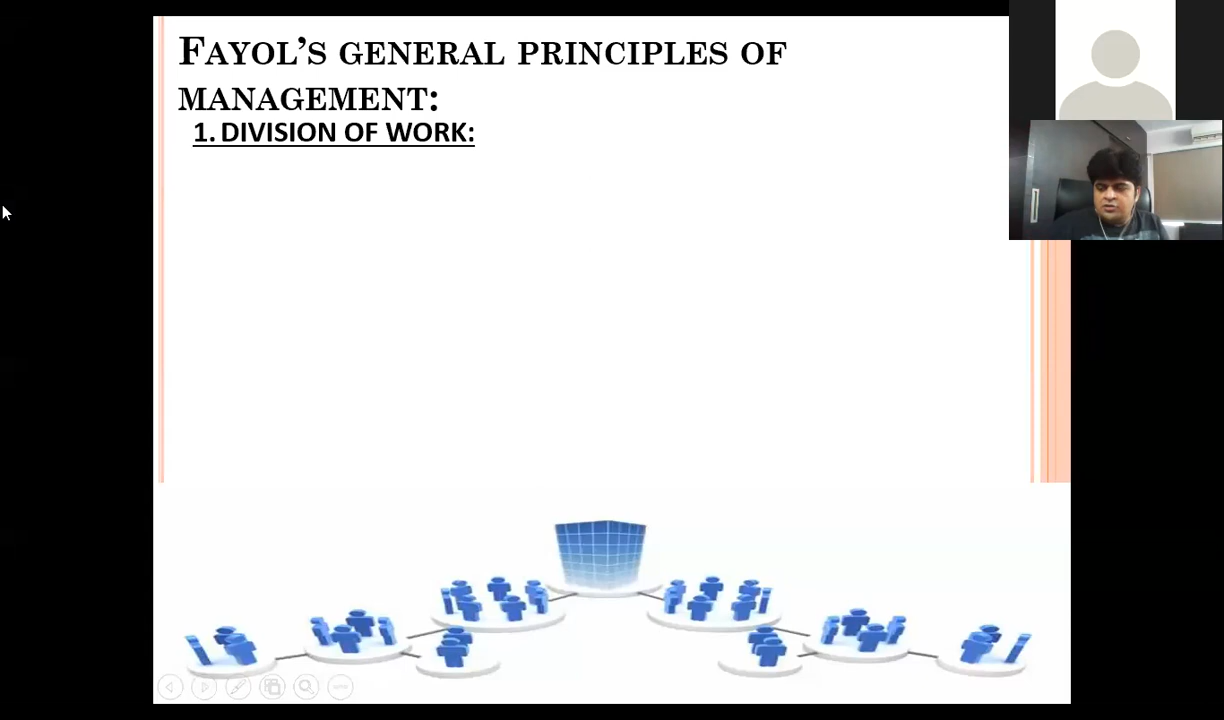 FAYOL'S GENERAL PRINCIPLES OF
MANAGEMENT:
1. DIVISION OF WORK: